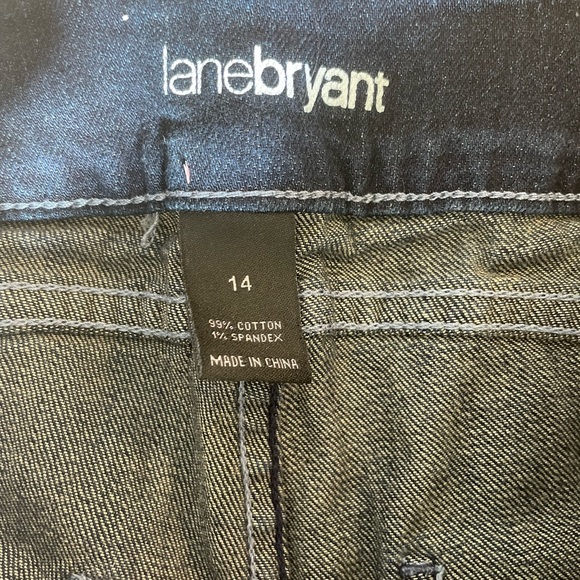 lanebryant
14
99% COTTON
1% SPANDEX
MADE IN CHINA